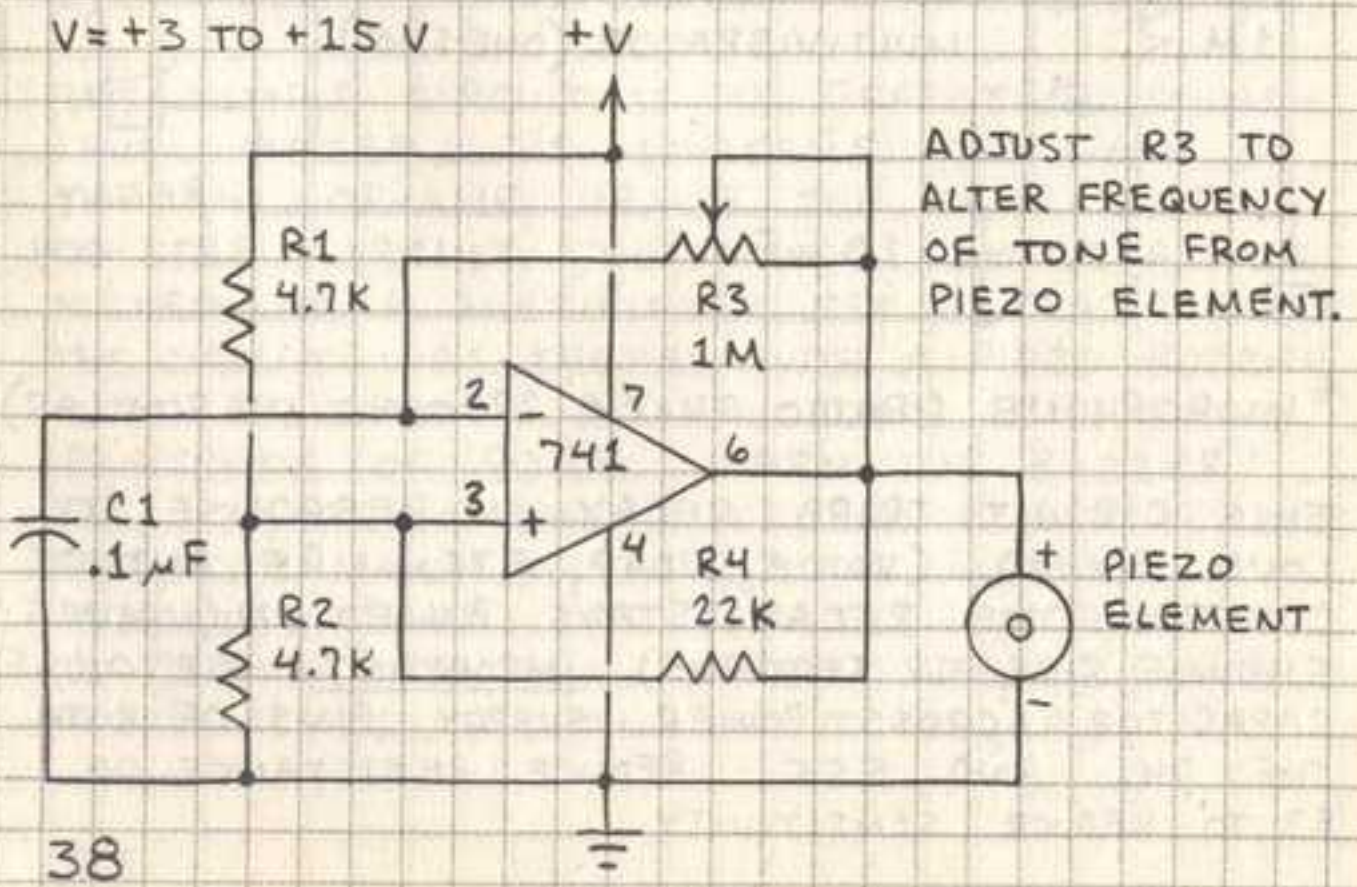 V = +3 TO +15 V
+V
ADJUST R3 TO
ALTER FREQUENCY
OF TONE FROM
PIEZO ELEMENT.
R1
4.7K
R3
1M
2
-
7
741
6
3
+
4
C1
.1 µF
R4
22K
R2
4.7K
+
PIEZO
ELEMENT
-
38